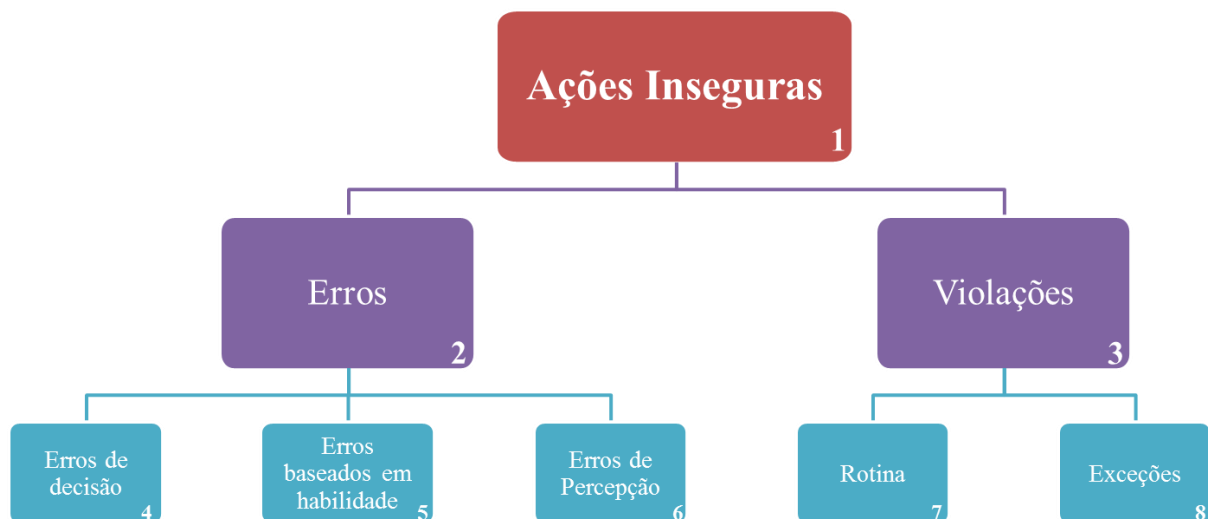 Ações Inseguras
1
Erros
2
Violações
3
Erros de
decisão
4
Erros
baseados em
habilidade
5
Erros de
Percepção
6
Rotina
7
Exceções
8